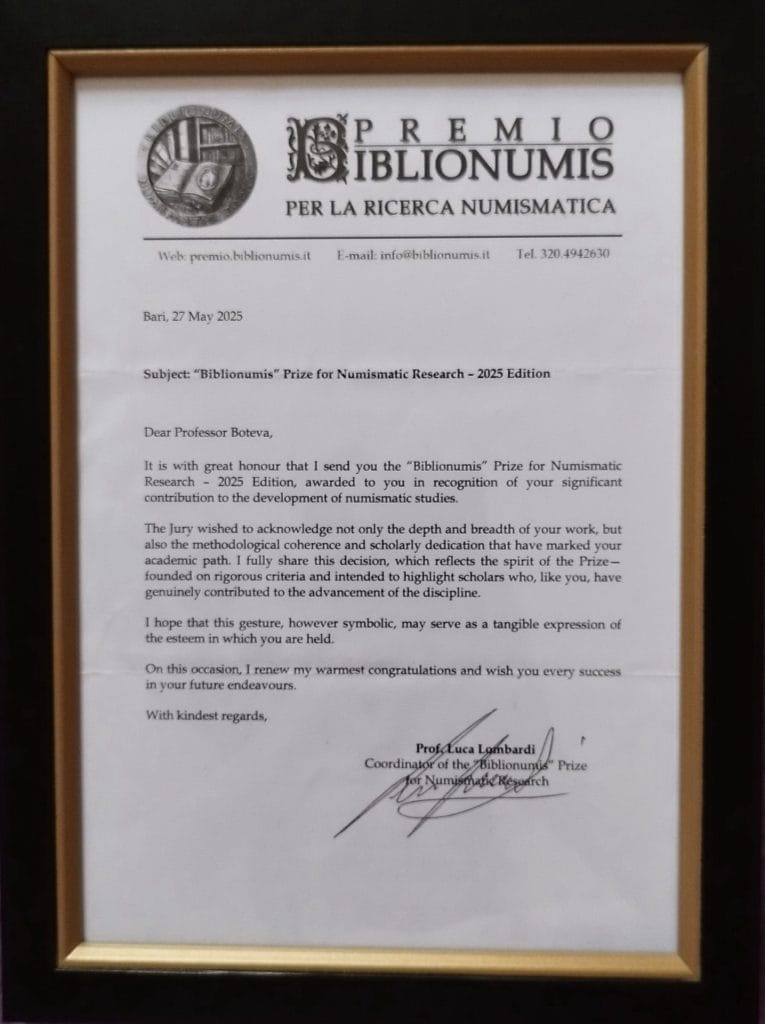 PREMIO
BIBLIONUMIS
PER LA RICERCA NUMISMATICA
Web: premio.biblionumis.it E-mail: info@biblionumis.it Tel. 320.4942630
Bari, 27 May 2025
Subject: “Biblionumis” Prize for Numismatic Research – 2025 Edition
Dear Professor Boteva,
It is with great honour that I send you the “Biblionumis” Prize for Numismatic
Research – 2025 Edition, awarded to you in recognition of your significant
contribution to the development of numismatic studies.
The Jury wished to acknowledge not only the depth and breadth of your work, but
also the methodological coherence and scholarly dedication that have marked your
academic path. I fully share this decision, which reflects the spirit of the Prize—
founded on rigorous criteria and intended to highlight scholars who, like you, have
genuinely contributed to the advancement of the discipline.
I hope that this gesture, however symbolic, may serve as a tangible expression of
the esteem in which you are held.
On this occasion, I renew my warmest congratulations and wish you every success
in your future endeavours.
With kindest regards,
Prof. Luca Lombardi
Coordinator of the “Biblionumis” Prize
for Numismatic Research